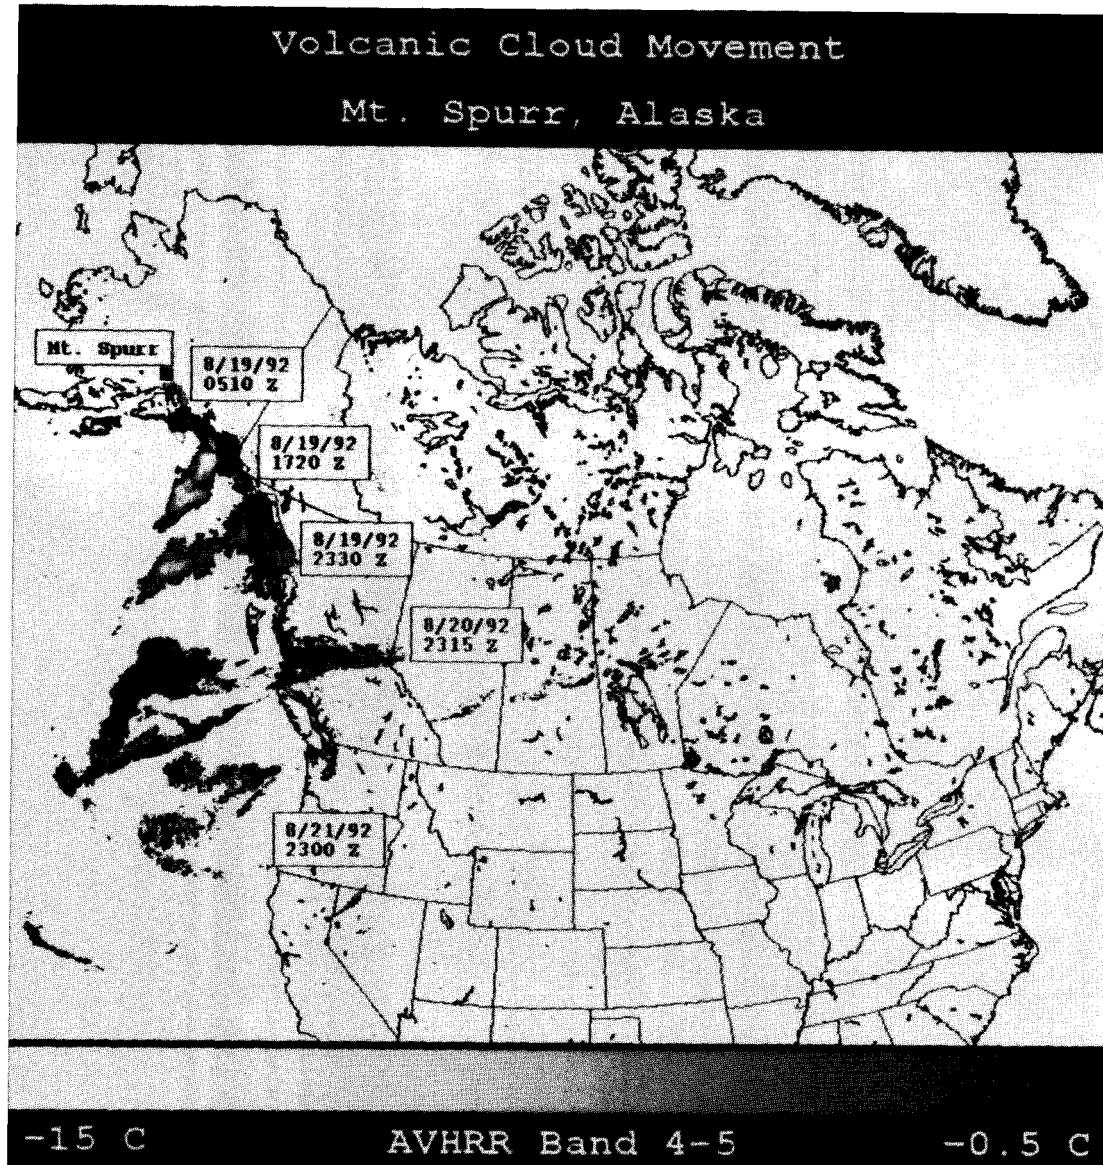 Volcanic Cloud Movement
Mt. Spurr, Alaska
Mt. Spurr
8/19/92
0510 Z
8/19/92
1720 Z
8/19/92
2330 Z
8/20/92
2315 Z
8/21/92
2300 Z
-15 C
AVHRR Band 4-5
-0.5 C